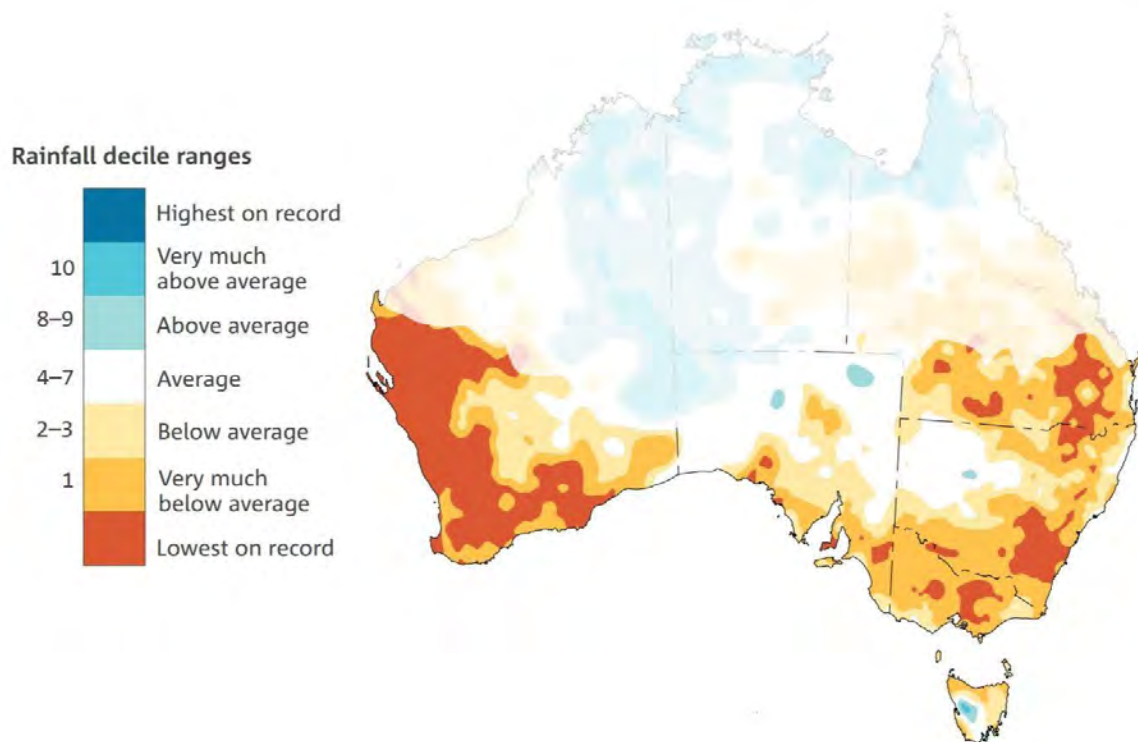 Rainfall decile ranges
Highest on record
10 Very much
above average
8–9 Above average
4–7 Average
2–3 Below average
1 Very much
below average
Lowest on record